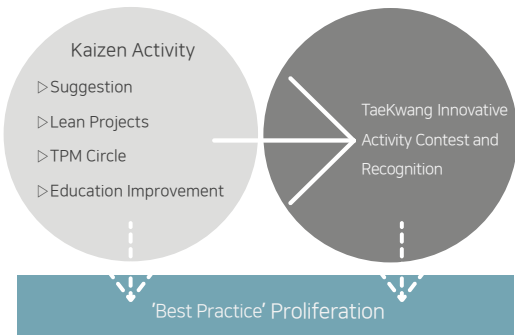 Kaizen Activity
▷Suggestion
▷Lean Projects
▷TPM Circle
▷Education Improvement
TaeKwang Innovative
Activity Contest and
Recognition
'Best Practice' Proliferation